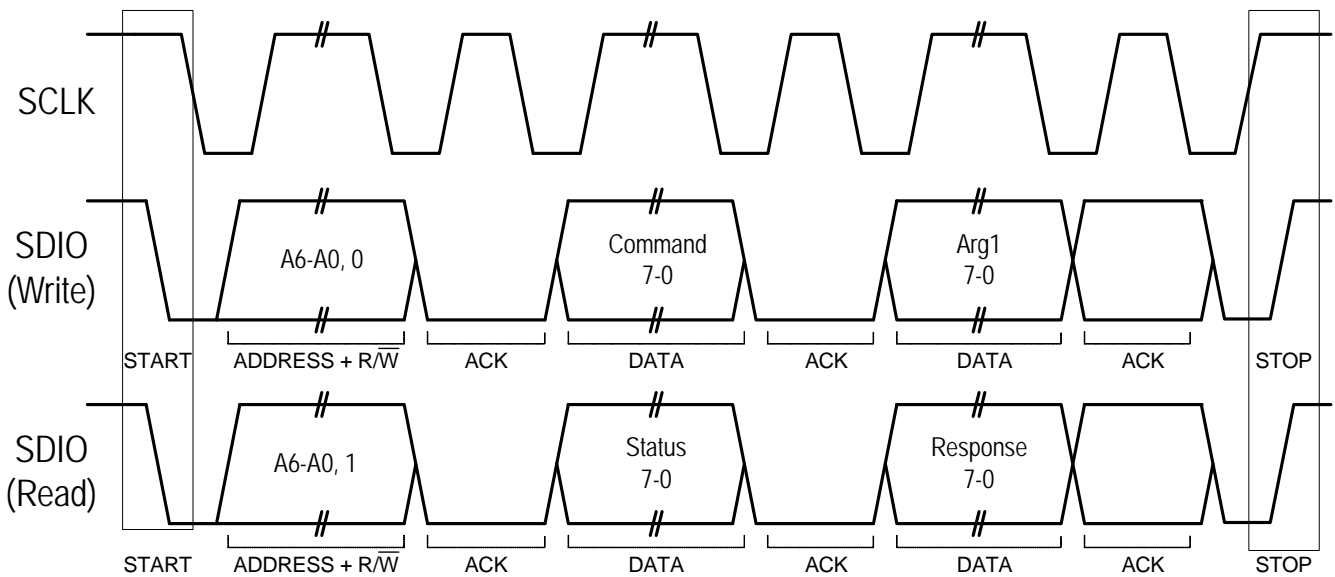 SCLK
SDIO
(Write)
A6-A0, 0
Command
7-0
Arg1
7-0
START ADDRESS + R/W̅ ACK DATA ACK DATA ACK STOP
SDIO
(Read)
A6-A0, 1
Status
7-0
Response
7-0
START ADDRESS + R/W̅ ACK DATA ACK DATA ACK STOP